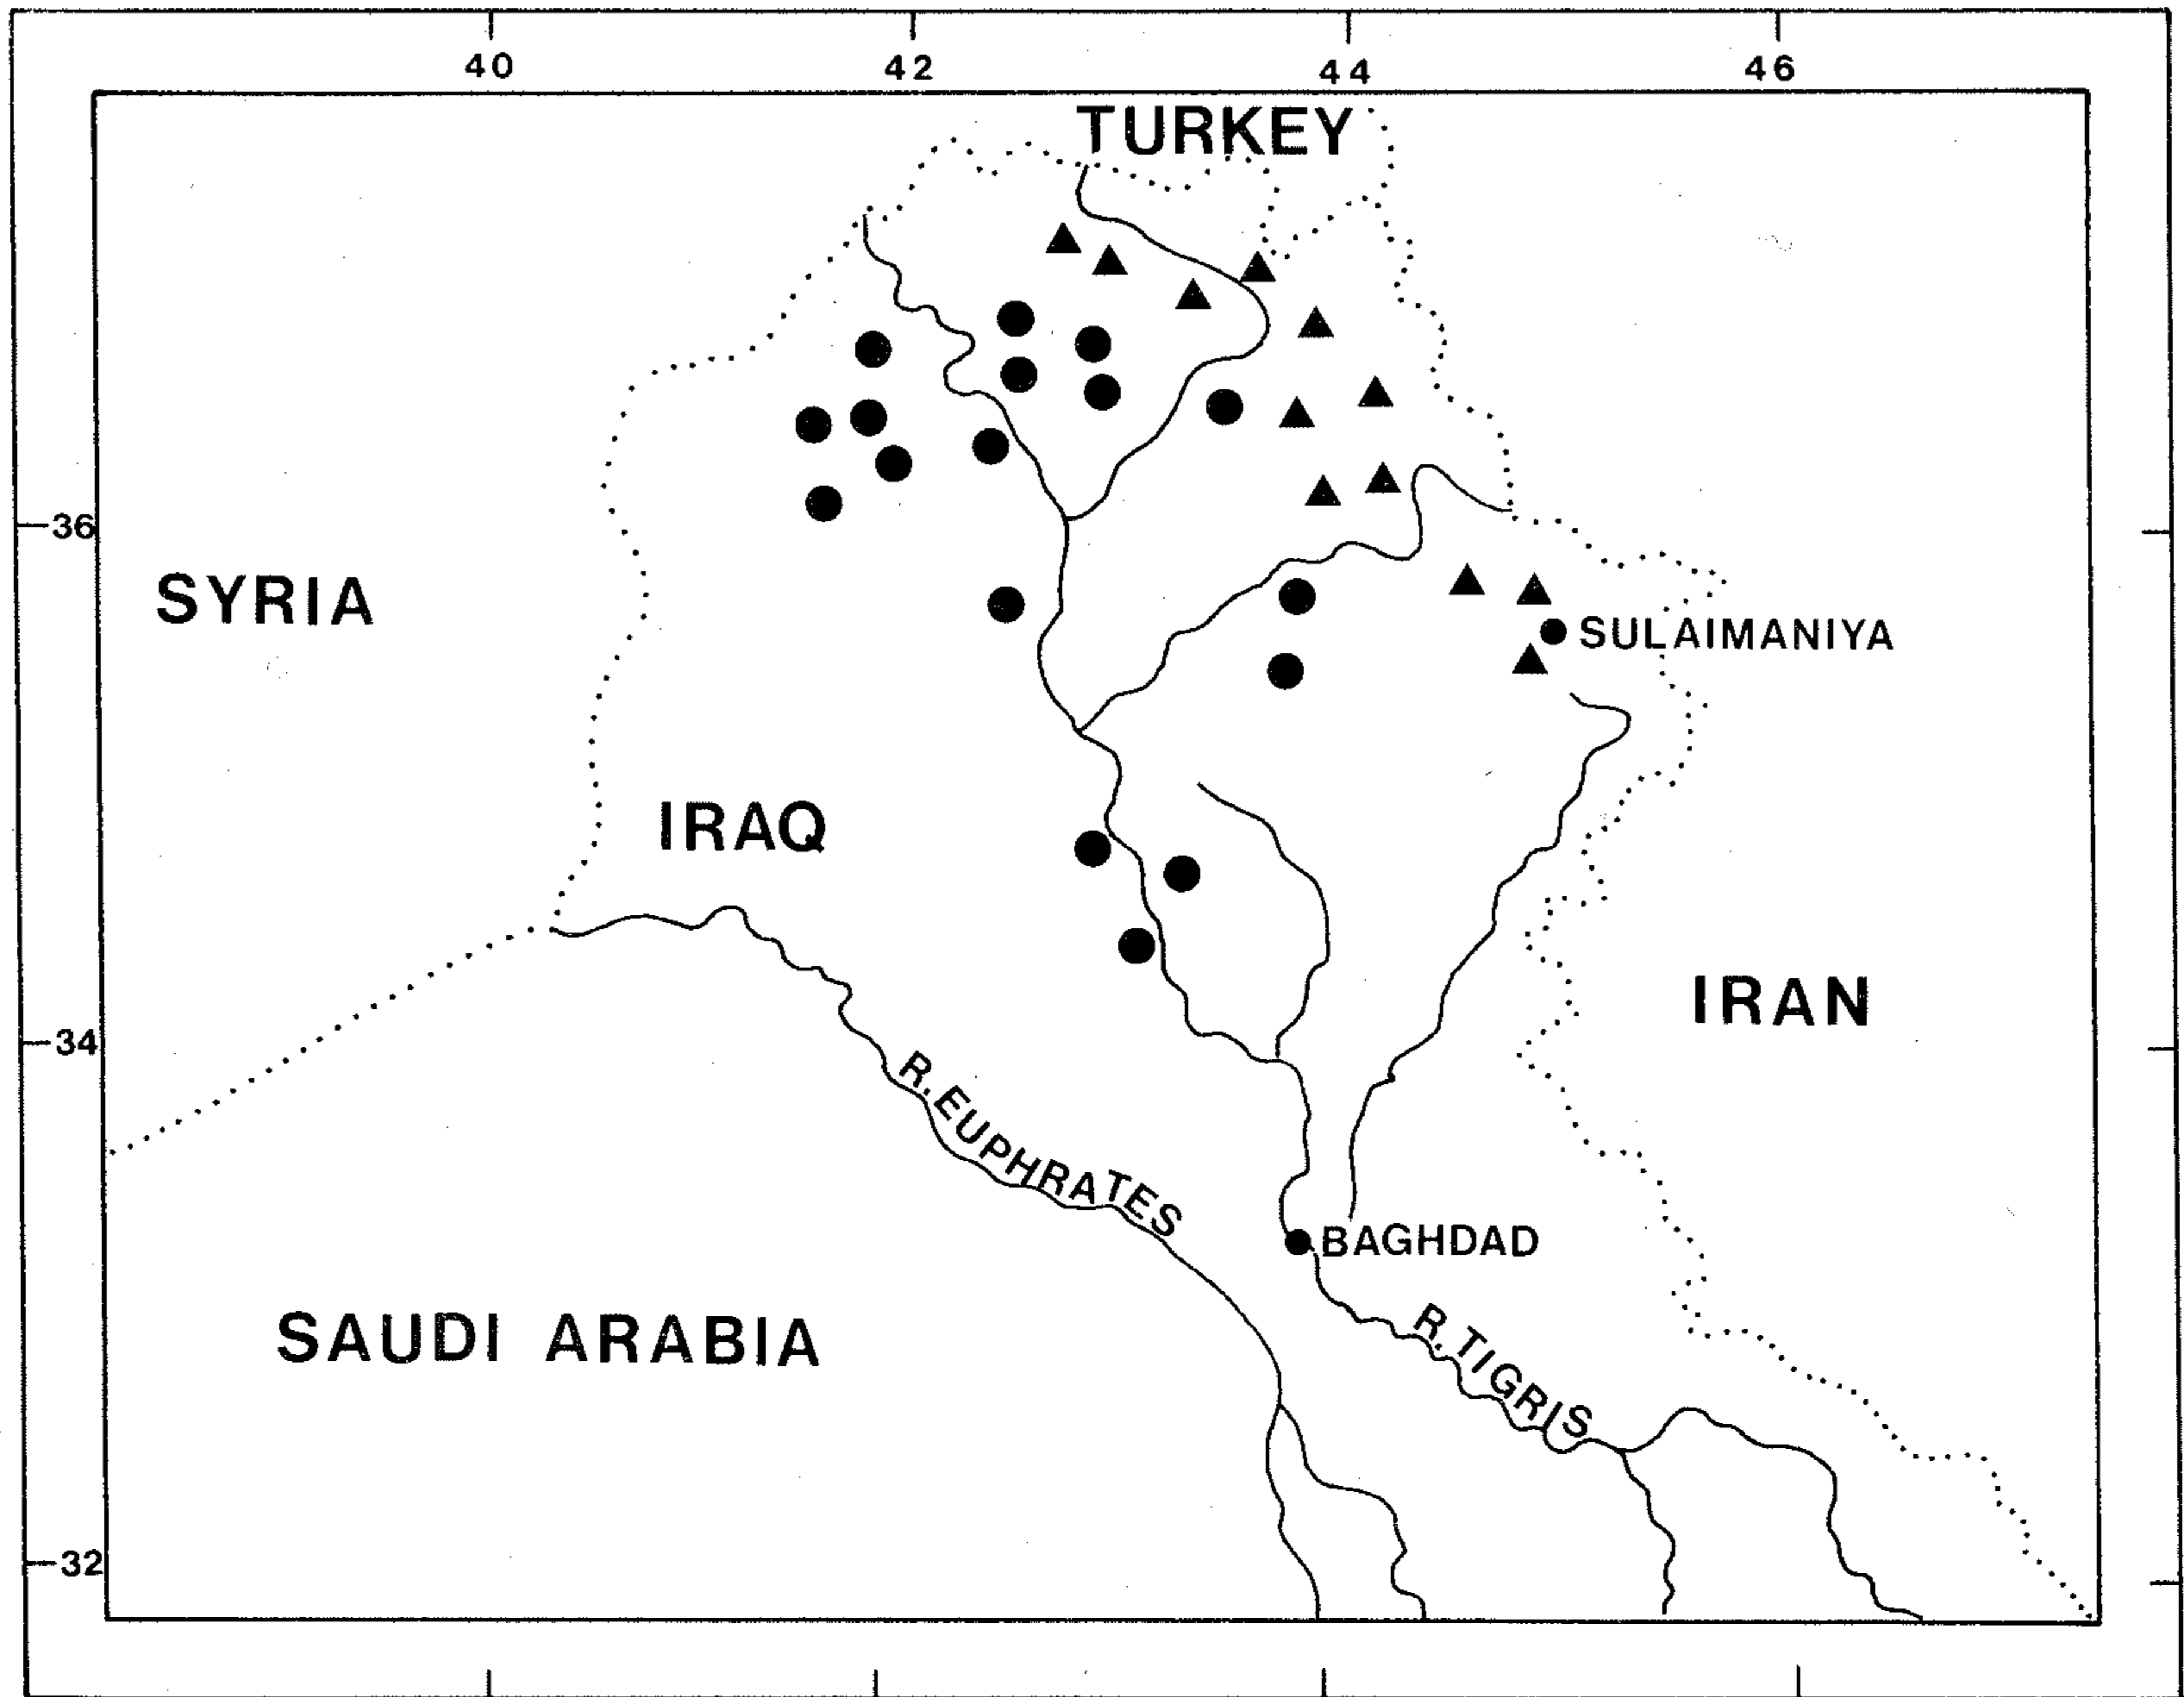 40 42 44 46
TURKEY
36
SYRIA
SULAIMANIYA
IRAQ
IRAN
34
R.EUPHRATES
BAGHDAD
SAUDI ARABIA
R.TIGRIS
32